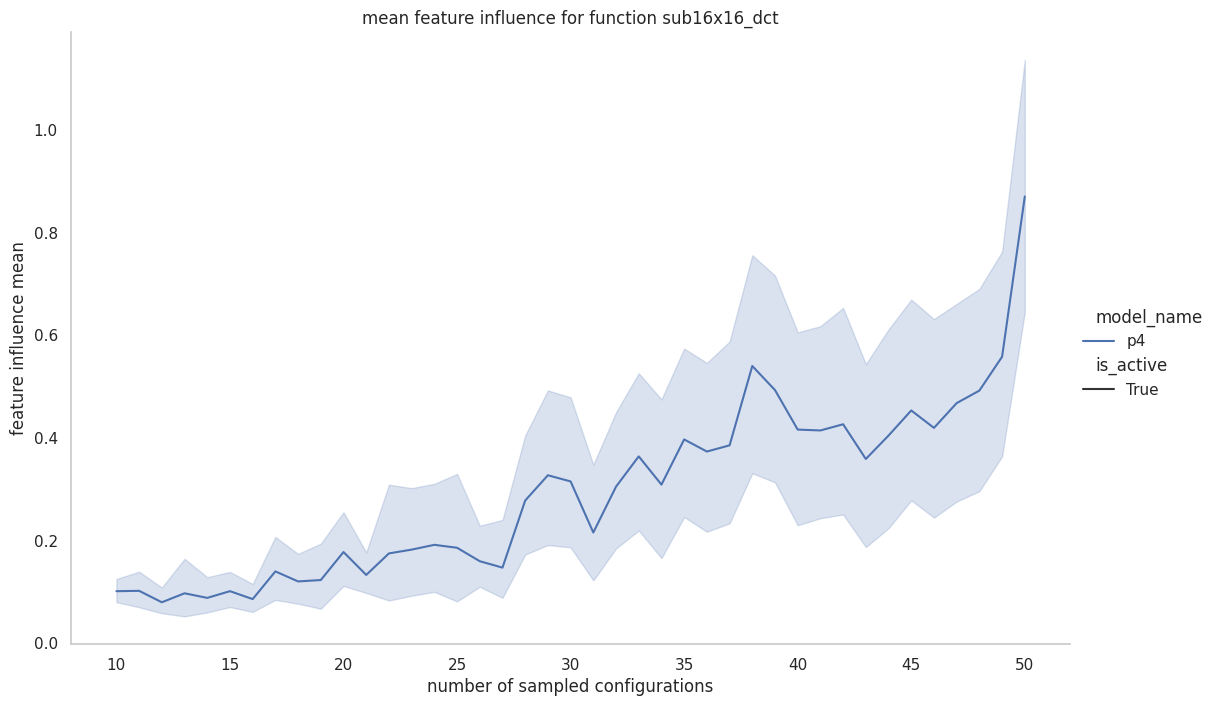 mean feature influence for function sub16x16_dct
feature influence mean
1.0
0.8
0.6
0.4
0.2
0.0
10 15 20 25 30 35 40 45 50
number of sampled configurations
model_name
p4
is_active
True